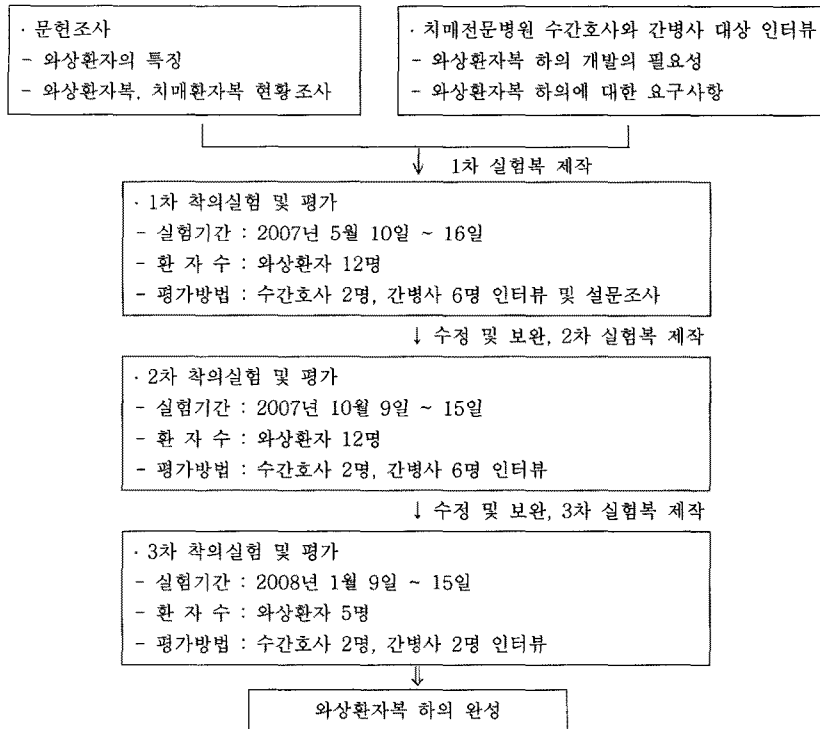 · 문헌조사
- 와상환자의 특징
- 와상환자복, 치매환자복 현황조사
· 치매전문병원 수간호사와 간병사 대상 인터뷰
- 와상환자복 하의 개발의 필요성
- 와상환자복 하의에 대한 요구사항
⇓ 1차 실험복 제작
· 1차 착의실험 및 평가
- 실험기간 : 2007년 5월 10일 ~ 16일
- 환 자 수 : 와상환자 12명
- 평가방법 : 수간호사 2명, 간병사 6명 인터뷰 및 설문조사
↓ 수정 및 보완, 2차 실험복 제작
· 2차 착의실험 및 평가
- 실험기간 : 2007년 10월 9일 ~ 15일
- 환 자 수 : 와상환자 12명
- 평가방법 : 수간호사 2명, 간병사 6명 인터뷰
↓ 수정 및 보완, 3차 실험복 제작
· 3차 착의실험 및 평가
- 실험기간 : 2008년 1월 9일 ~ 15일
- 환 자 수 : 와상환자 5명
- 평가방법 : 수간호사 2명, 간병사 2명 인터뷰
⇓
와상환자복 하의 완성